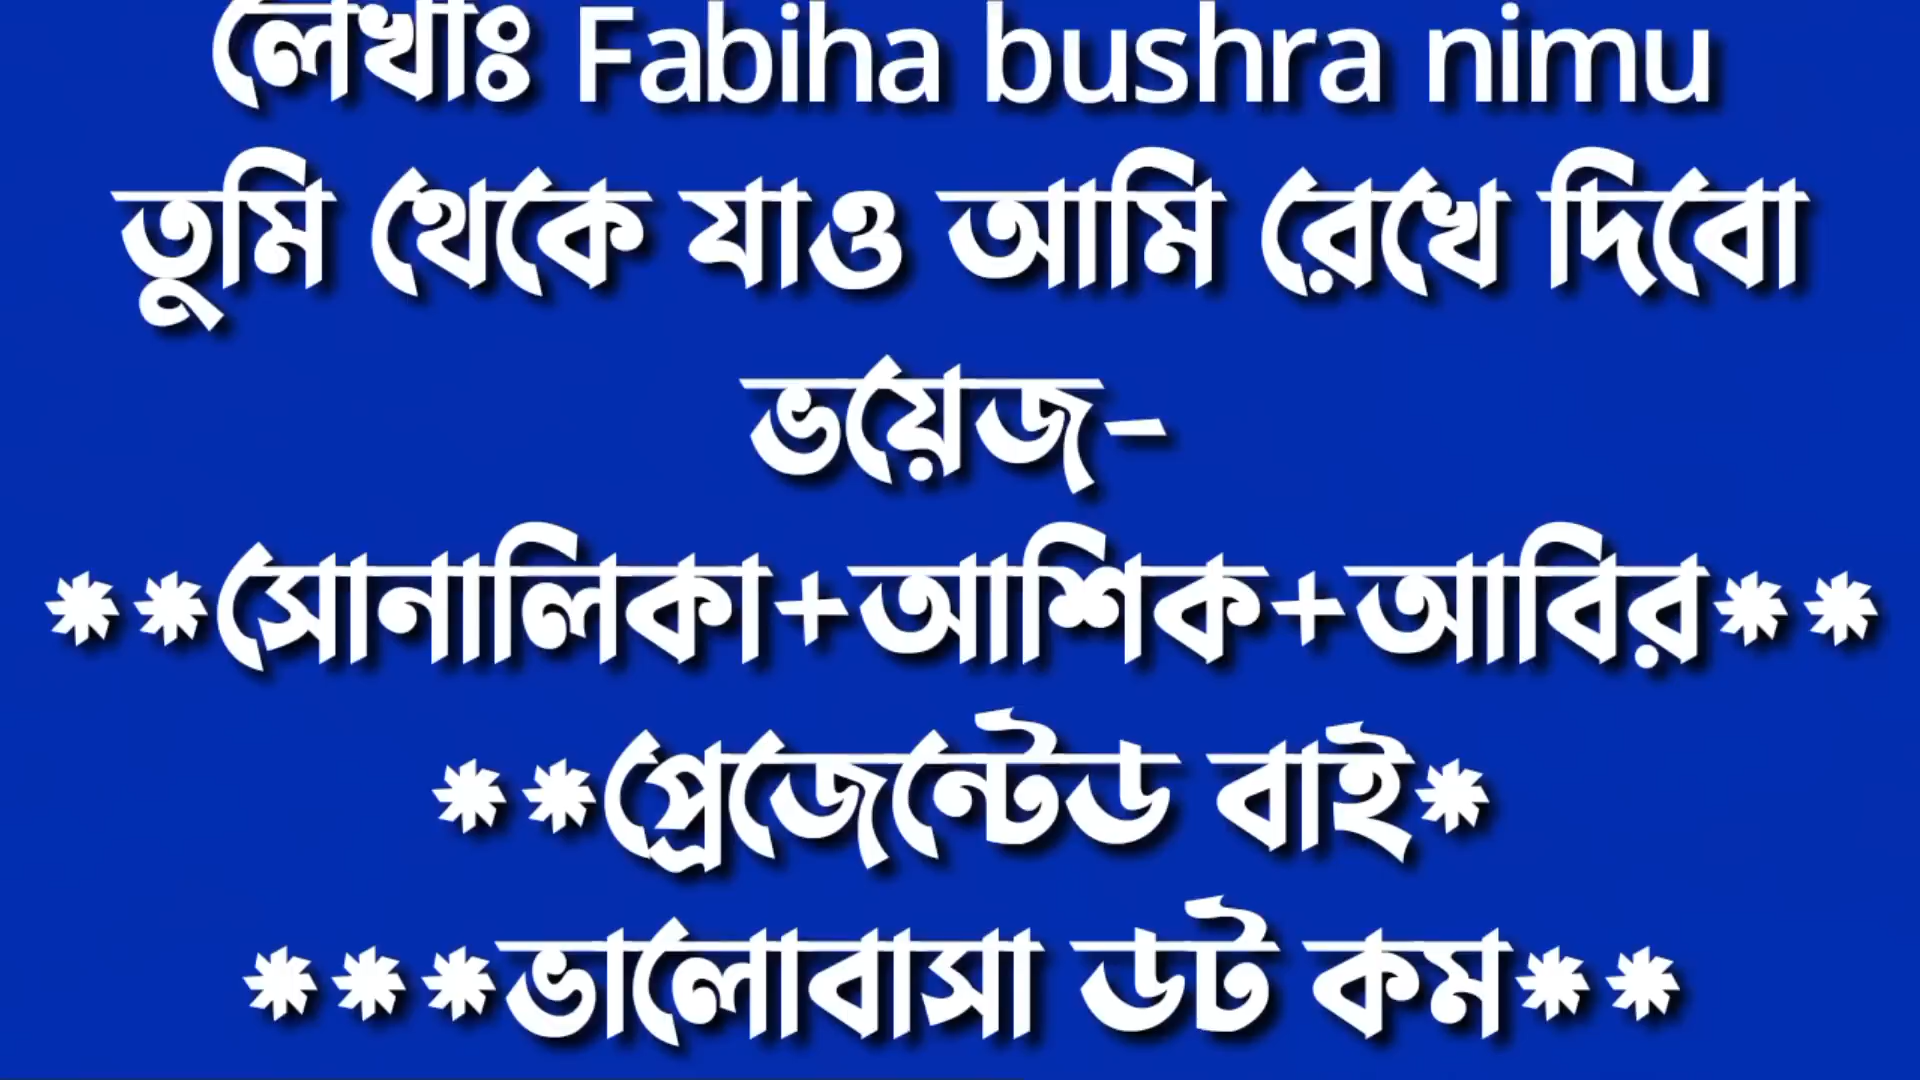 লেখাঃ Fabiha bushra nimu
তুমি থেকে যাও আমি রেখে দিবো
ভয়েজ-
**সোনালিকা+আশিক+আবির**
**প্রেজেন্টেড বাই*
***ভালোবাসা ডট কম**